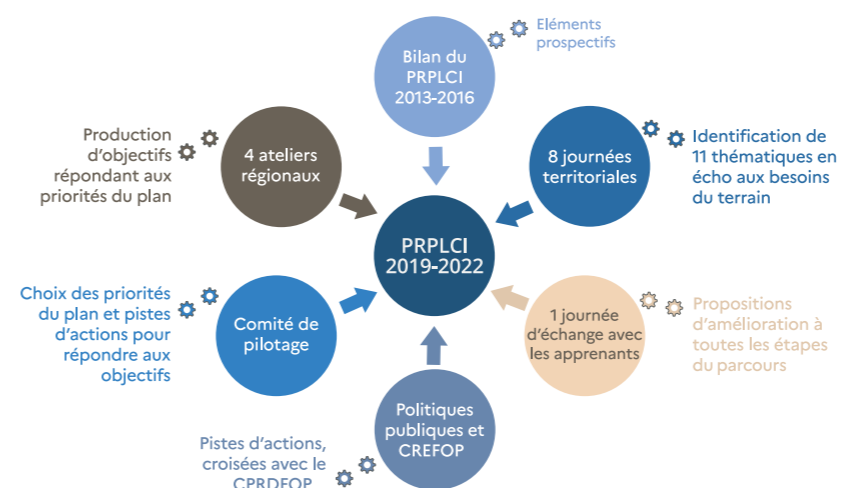 Bilan du
PRPLCI
2013-2016
Eléments
prospectifs
8 journées
territoriales
Identification de
11 thématiques en
écho aux besoins
du terrain
1 journée
d'échange avec
les apprenants
Propositions
d'amélioration à
toutes les étapes
du parcours
Politiques
publiques et
CREFOP
Pistes d'actions,
croisées avec le
CPRDFOP
Comité de
pilotage
Choix des priorités
du plan et pistes
d'actions pour
répondre aux
objectifs
4 ateliers
régionaux
Production
d'objectifs
répondant aux
priorités du plan
PRPLCI
2019-2022